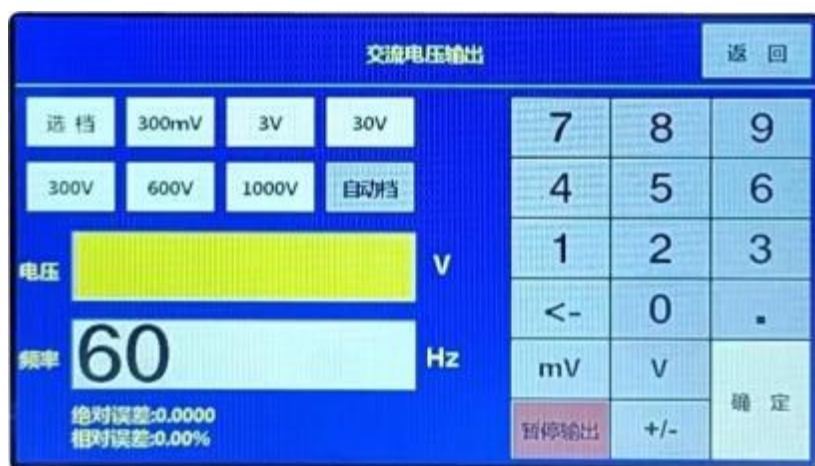 交流电压输出 返 回
选 档 300mV 3V 30V
300V 600V 1000V 自动档
电压 V
频率 60 Hz
绝对误差:0.0000
相对误差:0.00%
7 8 9
4 5 6
1 2 3
<- 0 .
mV V
确 定
暂停输出 +/-